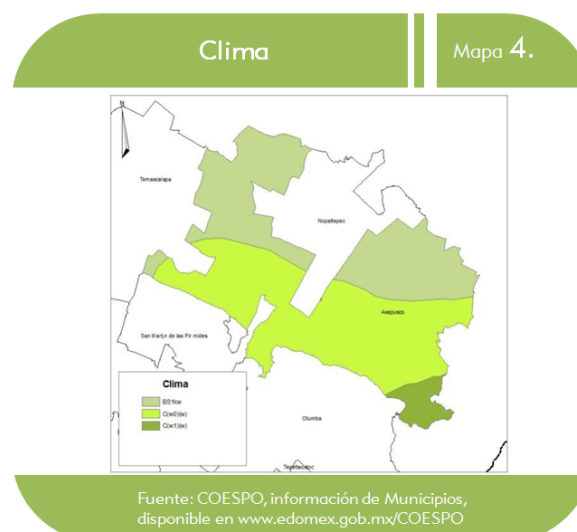 Clima
Mapa 4.
N
Temascalapa
Nopaltepec
Axapusco
San Martín de las Pirámides
Otumba
Clima
BS1kw
C(w0)(w)
C(w1)(w)
Fuente: COESPO, información de Municipios,
disponible en www.edomex.gob.mx/COESPO